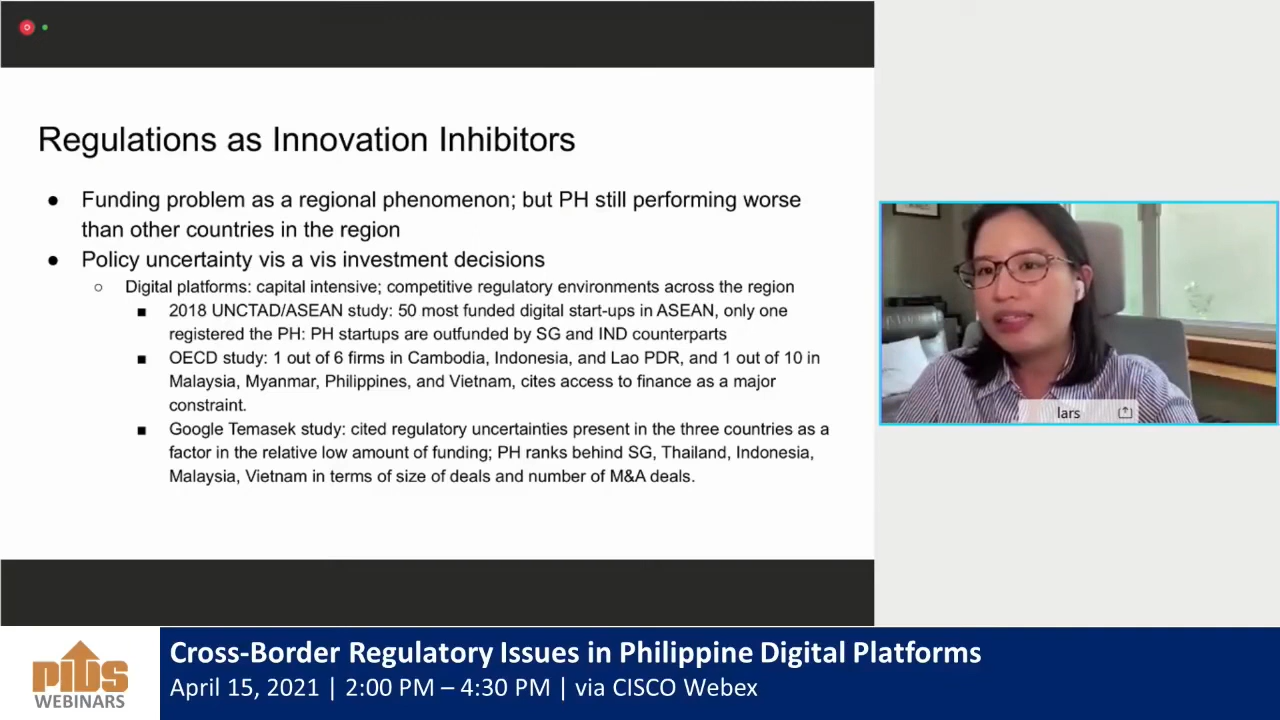 Regulations as Innovation Inhibitors
● Funding problem as a regional phenomenon; but PH still performing worse
than other countries in the region
● Policy uncertainty vis a vis investment decisions
○ Digital platforms: capital intensive; competitive regulatory environments across the region
■ 2018 UNCTAD/ASEAN study: 50 most funded digital start-ups in ASEAN, only one
registered the PH: PH startups are outfunded by SG and IND counterparts
■ OECD study: 1 out of 6 firms in Cambodia, Indonesia, and Lao PDR, and 1 out of 10 in
Malaysia, Myanmar, Philippines, and Vietnam, cites access to finance as a major
constraint.
■ Google Temasek study: cited regulatory uncertainties present in the three countries as a
factor in the relative low amount of funding; PH ranks behind SG, Thailand, Indonesia,
Malaysia, Vietnam in terms of size of deals and number of M&A deals.
lars
PIDS
WEBINARS
Cross-Border Regulatory Issues in Philippine Digital Platforms
April 15, 2021 | 2:00 PM – 4:30 PM | via CISCO Webex